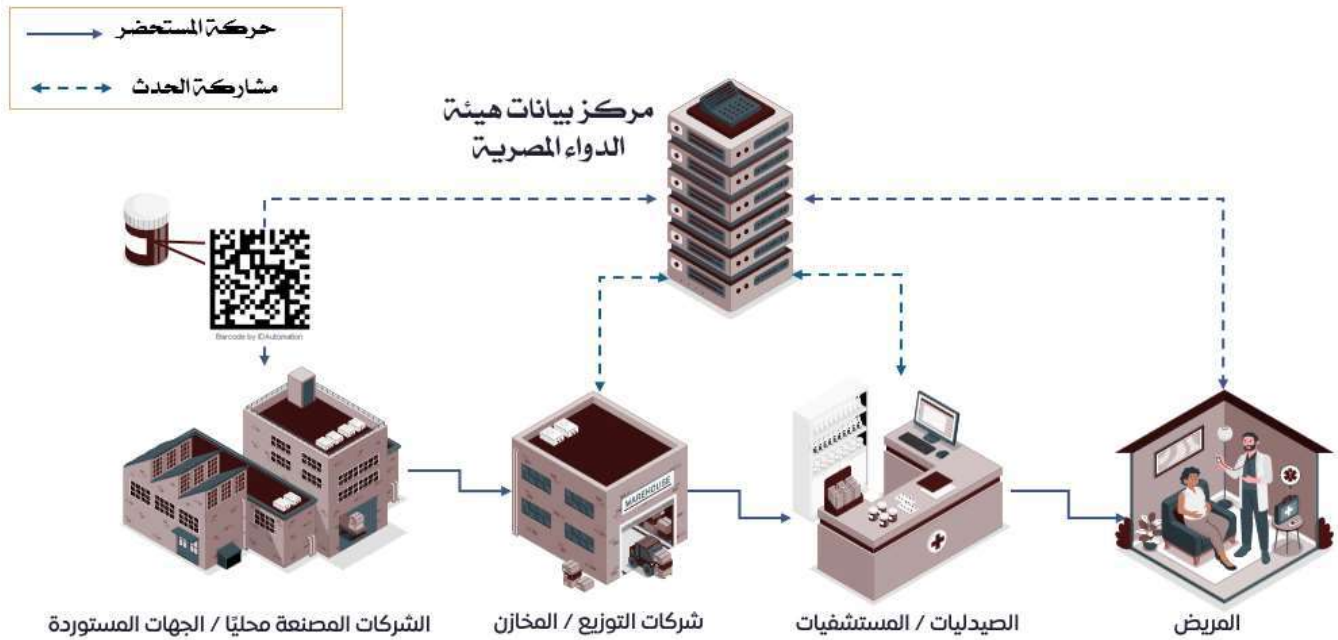 حركة المستحضر
مشاركة الحدث
مركز بيانات هيئة
الدواء المصرية
Barcode by IDAutomation
WAREHOUSE
الشركات المصنعة محليًا / الجهات المستوردة
شركات التوزيع / المخازن
الصيدليات / المستشفيات
المريض